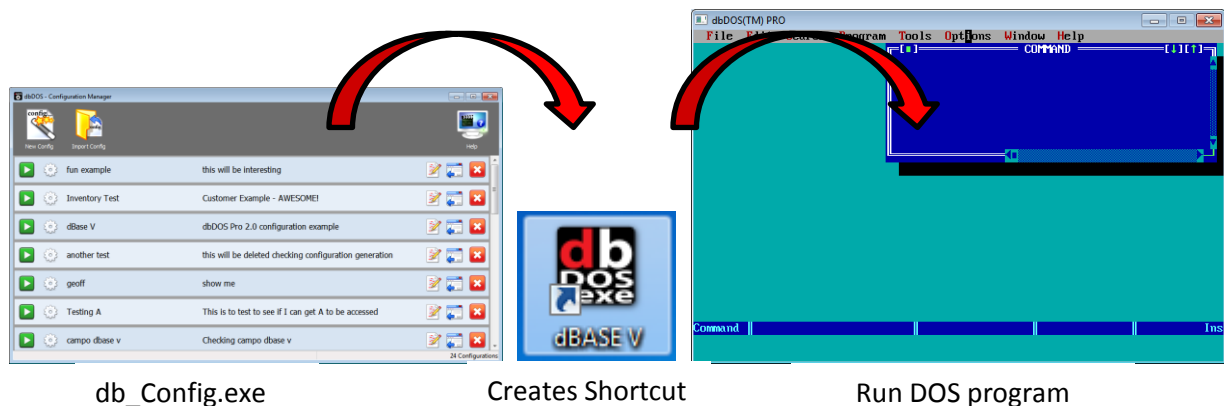 dbDOS - Configuration Manager
config
New Config
Config
Import Config
Help
fun example this will be interesting
Inventory Test Customer Example - AWESOME!
dBase V dbDOS Pro 2.0 configuration example
another test this will be deleted checking configuration generation
geoff show me
Testing A This is to test to see if I can get A to be accessed
campo dbase v Checking campo dbase v
24 Configurations
db_Config.exe
db
DOS
exe
dBASE V
Creates Shortcut
dbDOS(TM) PRO
File Program Tools Options Window Help
COMMAND
Command Ins
Run DOS program